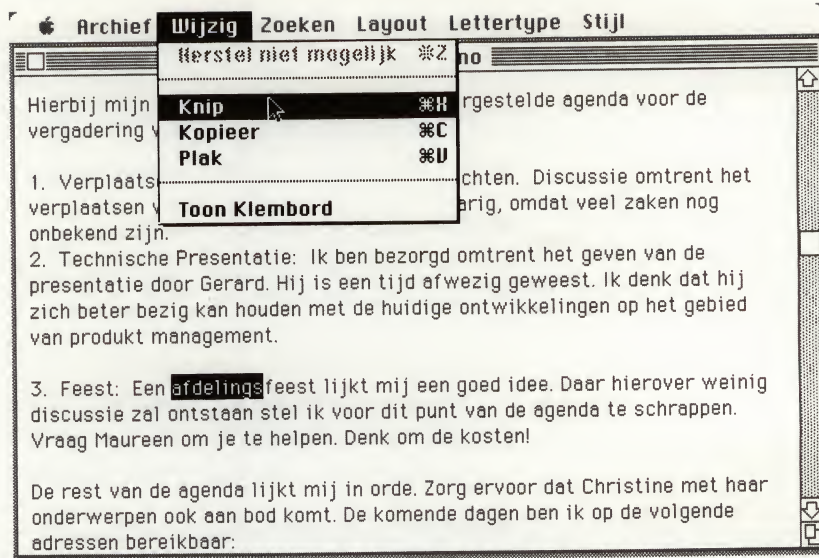 Archief Wijzig Zoeken Layout Lettertype Stijl
Herstel niet mogelijk ⌘Z
Knip ⌘X
Kopieer ⌘C
Plak ⌘V
Toon Klembord
no
Hierbij mijn rgestelde agenda voor de
vergadering v
1. Verplaats chten. Discussie omtrent het
verplaatsen v arig, omdat veel zaken nog
onbekend zijn.
2. Technische Presentatie: Ik ben bezorgd omtrent het geven van de
presentatie door Gerard. Hij is een tijd afwezig geweest. Ik denk dat hij
zich beter bezig kan houden met de huidige ontwikkelingen op het gebied
van produkt management.
3. Feest: Een afdelingsfeest lijkt mij een goed idee. Daar hierover weinig
discussie zal ontstaan stel ik voor dit punt van de agenda te schrappen.
Vraag Maureen om je te helpen. Denk om de kosten!
De rest van de agenda lijkt mij in orde. Zorg ervoor dat Christine met haar
onderwerpen ook aan bod komt. De komende dagen ben ik op de volgende
adressen bereikbaar: